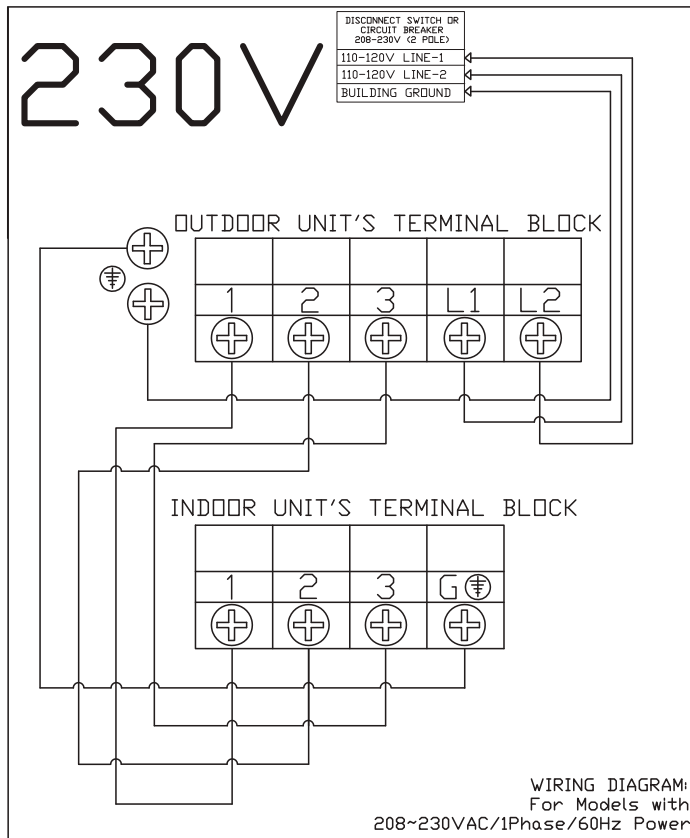 230V
DISCONNECT SWITCH OR
CIRCUIT BREAKER
208-230V (2 POLE)
110-120V LINE-1
110-120V LINE-2
BUILDING GROUND
OUTDOOR UNIT'S TERMINAL BLOCK
1 2 3 L1 L2
INDOOR UNIT'S TERMINAL BLOCK
1 2 3 G
WIRING DIAGRAM:
For Models with
208~230VAC/1Phase/60Hz Power